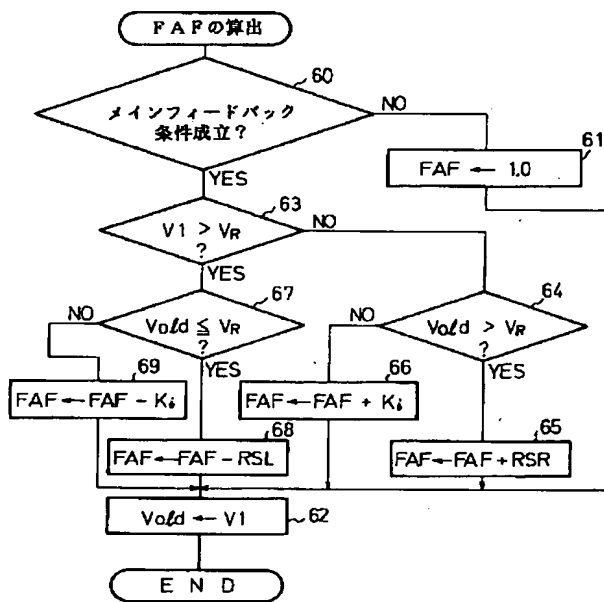 FAFの算出
60
メインフィードバック
条件成立?
NO
YES
61
FAF ← 1.0
63
V1 > VR
?
NO
YES
67
VOld ≦ VR
?
NO
YES
64
VOld > VR
?
NO
YES
69
FAF ← FAF - Ki
66
FAF ← FAF + Ki
68
FAF ← FAF - RSL
65
FAF ← FAF + RSR
VOld ← V1
62
END